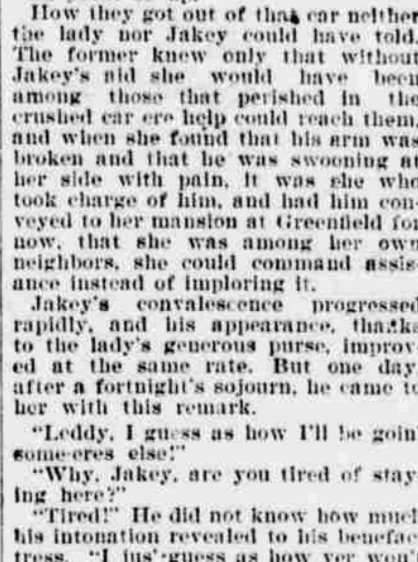 How they got out of that car neither
the lady nor Jakey could have told.
The former knew only that without
Jakey's aid she would have been
among those that perished in the
crushed car ere help could reach them,
and when she found that his arm was
broken and that he was swooning at
her side with pain, it was she who
took charge of him, and had him con-
veyed to her mansion at Greenfield for
now, that she was among her own
neighbors, she could command assis-
ance instead of imploring it.
Jakey's convalescence progressed
rapidly, and his appearance, thanks
to the lady's generous purse, improv-
ed at the same rate. But one day
after a fortnight's sojourn, he came to
her with this remark.
"Leddy, I guess as how I'll be goin'
some-eres else!"
"Why, Jakey, are you tired of stay-
ing here?"
"Tired!" He did not know how much
his intonation revealed to his benefac-
tress. "I jus' guess as how yer won't